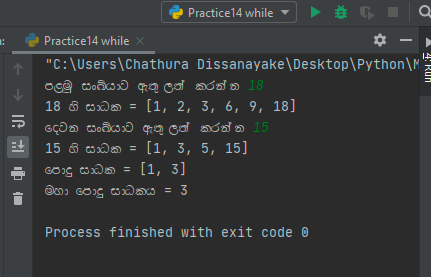 Practice14 while
Practice14 while
"C:\Users\Chathura Dissanayake\Desktop\Python\M
පළමු සංඛ්‍යාව ඇතුලත් කරන්න 18
18 හි සාධක = [1, 2, 3, 6, 9, 18]
දෙවන සංඛ්‍යාව ඇතුලත් කරන්න 15
15 හි සාධක = [1, 3, 5, 15]
පොදු සාධක = [1, 3]
මහා පොදු සාධකය = 3
Process finished with exit code 0